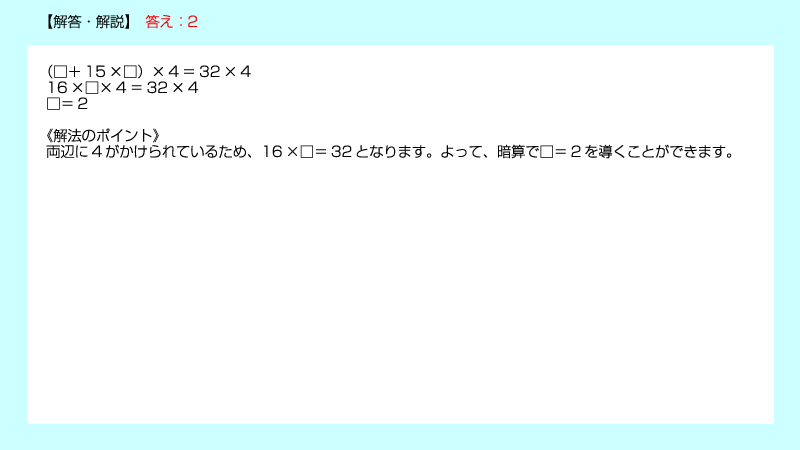 【解答・解説】 答え：2
（□＋15×□）×4＝32×4
16×□×4＝32×4
□＝2
《解法のポイント》
両辺に4がかけられているため、16×□＝32となります。よって、暗算で□＝2を導くことができます。